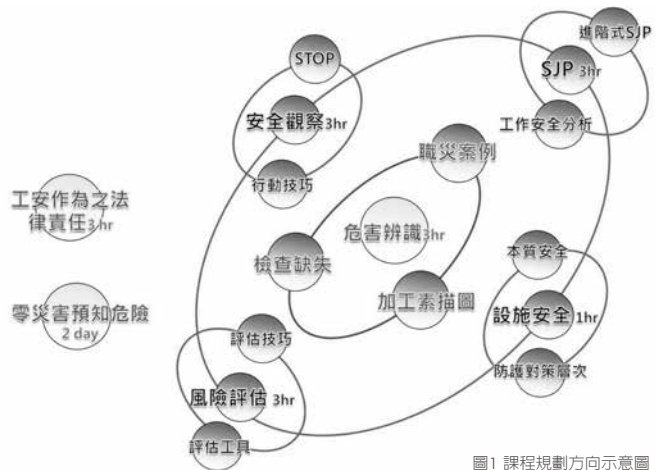 STOP
安全觀察3hr
行動技巧
進階式SJP
SJP 3hr
工作安全分析
職災案例
危害辨識3hr
檢查缺失
加工素描圖
工安作為之法
律責任3 hr
零災害預知危險
2 day
本質安全
設施安全 1hr
防護對策層次
評估技巧
風險評估 3hr
評估工具
圖1 課程規劃方向示意圖